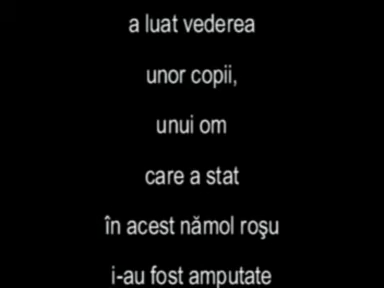 a luat vederea
unor copii,
unui om
care a stat
în acest nămol roşu
i-au fost amputate